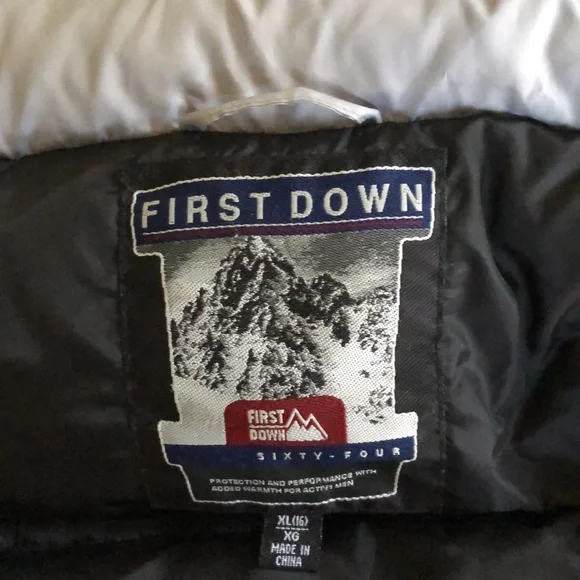 FIRST DOWN
FIRST
DOWN
SIXTY-FOUR
PROTECTION AND PERFORMANCE WITH
ADDED WARMTH FOR ACTIVE MEN
XL(16)
XG
MADE IN
CHINA